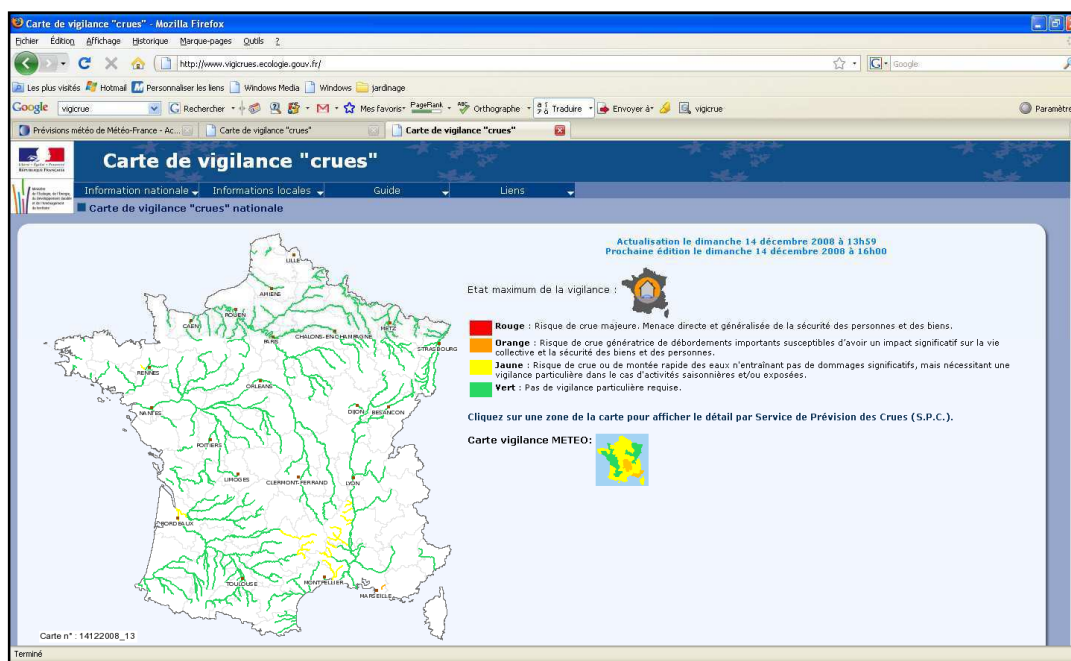 Carte de vigilance "crues" - Mozilla Firefox
Fichier Édition Affichage Historique Marque-pages Outils ?
http://www.vigicrues.ecologie.gouv.fr/
Google
Les plus visités Hotmail Personnaliser les liens Windows Media Windows jardinage
Google vigicrue Rechercher Mes favoris PageRank Orthographe Traduire Envoyer à vigicrue Paramètre
Prévisions météo de Météo-France - Ac... Carte de vigilance "crues" Carte de vigilance "crues"
Carte de vigilance "crues"
RÉPUBLIQUE FRANÇAISE
Information nationale Informations locales Guide Liens
Carte de vigilance "crues" nationale
Actualisation le dimanche 14 décembre 2008 à 13h59
Prochaine édition le dimanche 14 décembre 2008 à 16h00
Etat maximum de la vigilance :
Rouge : Risque de crue majeure. Menace directe et généralisée de la sécurité des personnes et des biens.
Orange : Risque de crue génératrice de débordements importants susceptibles d'avoir un impact significatif sur la vie
collective et la sécurité des biens et des personnes.
Jaune : Risque de crue ou de montée rapide des eaux n'entraînant pas de dommages significatifs, mais nécessitant une
vigilance particulière dans le cas d'activités saisonnières et/ou exposées.
Vert : Pas de vigilance particulière requise.
Cliquez sur une zone de la carte pour afficher le détail par Service de Prévision des Crues (S.P.C.).
Carte vigilance METEO:
LILLE
AMIENS
ROUEN
CAEN
METZ
PARIS
CHALONS-EN-CHAMPAGNE
STRASBOURG
RENNES
ORLEANS
NANTES
DIJON
BESANCON
POITIERS
LIMOGES
CLERMONT-FERRAND
LYON
BORDEAUX
TOULOUSE
MONTPELLIER
MARSEILLE
Carte n° : 14122008_13
Terminé